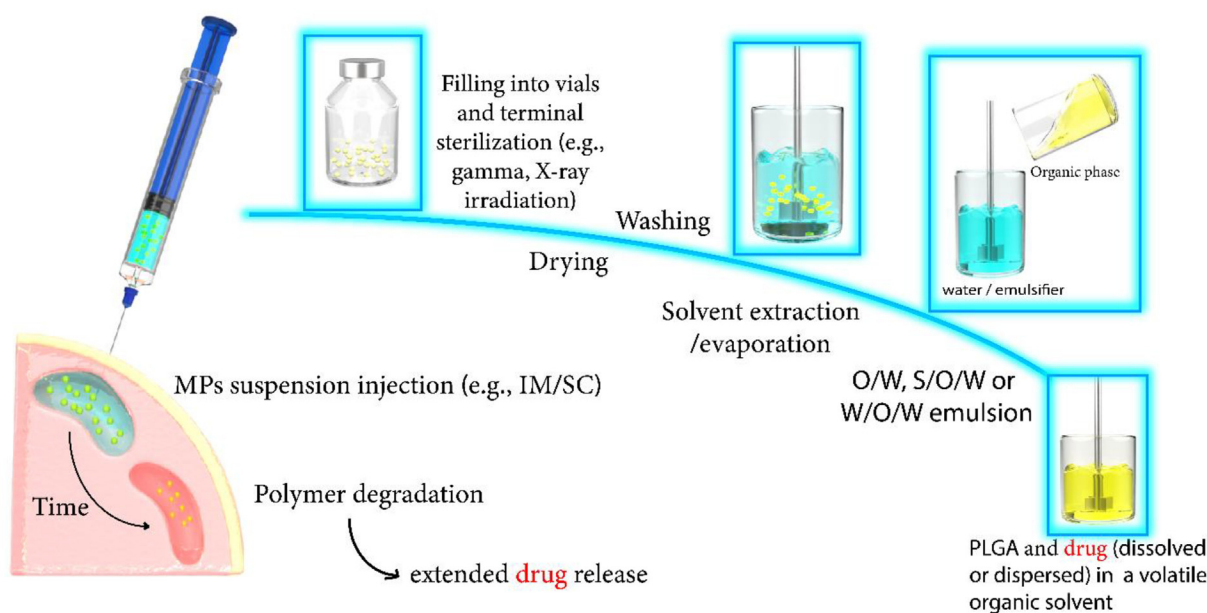 Filling into vials
and terminal
sterilization (e.g.,
gamma, X-ray
irradiation)
Washing
Drying
Organic phase
water / emulsifier
Solvent extraction
/evaporation
O/W, S/O/W or
W/O/W emulsion
PLGA and drug (dissolved
or dispersed) in a volatile
organic solvent
MPs suspension injection (e.g., IM/SC)
Time
Polymer degradation
extended drug release